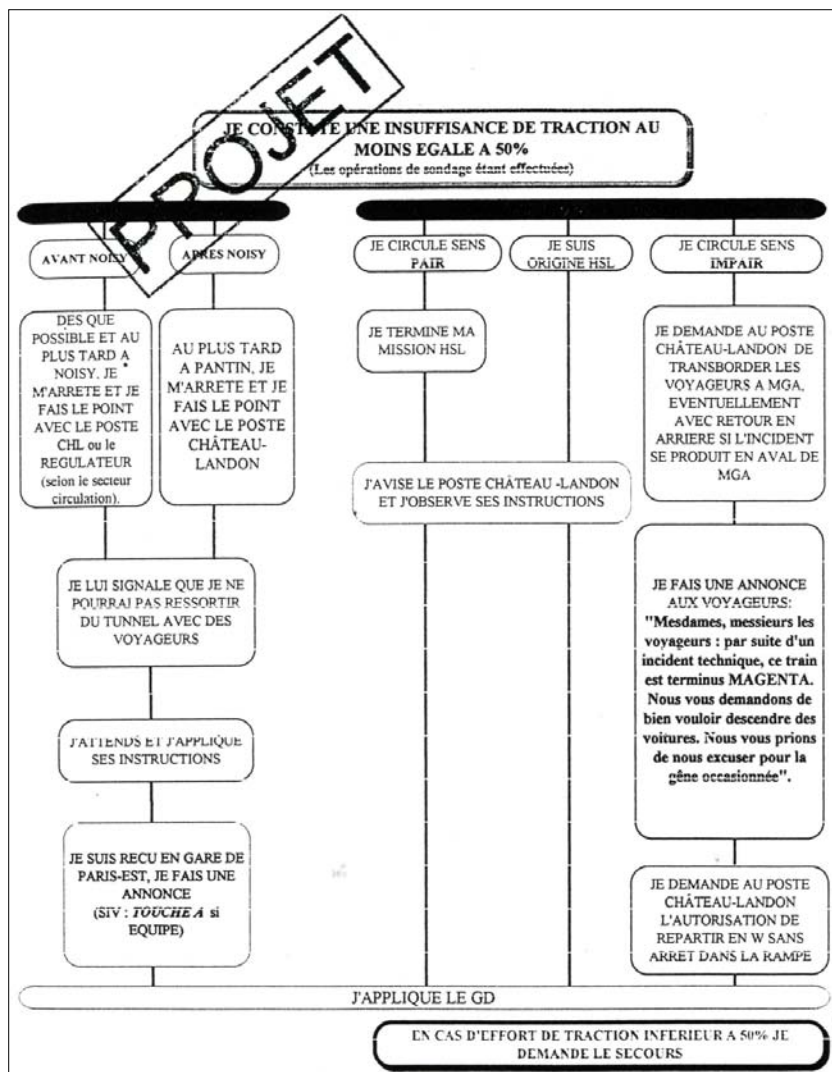 PROJET
JE CONSTATE UNE INSUFFISANCE DE TRACTION AU
MOINS EGALE A 50%
(Les opérations de sondage étant effectuées)
AVANT NOISY
APRES NOISY
JE CIRCULE SENS
PAIR
JE SUIS
ORIGINE HSL
JE CIRCULE SENS
IMPAIR
DES QUE
POSSIBLE ET AU
PLUS TARD A
NOISY, JE
M'ARRETE ET JE
FAIS LE POINT
AVEC LE POSTE
CHL ou le
REGULATEUR
(selon le secteur
circulation).
AU PLUS TARD
A PANTIN, JE
M'ARRETE ET JE
FAIS LE POINT
AVEC LE POSTE
CHÂTEAU-
LANDON
JE TERMINE MA
MISSION HSL
JE DEMANDE AU POSTE
CHÂTEAU-LANDON DE
TRANSBORDER LES
VOYAGEURS A MGA,
EVENTUELLEMENT
AVEC RETOUR EN
ARRIERE SI L'INCIDENT
SE PRODUIT EN AVAL DE
MGA
J'AVISE LE POSTE CHÂTEAU -LANDON
ET J'OBSERVE SES INSTRUCTIONS
JE LUI SIGNALE QUE JE NE
POURRAI PAS RESSORTIR
DU TUNNEL AVEC DES
VOYAGEURS
JE FAIS UNE ANNONCE
AUX VOYAGEURS:
"Mesdames, messieurs les
voyageurs : par suite d'un
incident technique, ce train
est terminus MAGENTA.
Nous vous demandons de
bien vouloir descendre des
voitures. Nous vous prions
de nous excuser pour la
gêne occasionnée".
J'ATTENDS ET J'APPLIQUE
SES INSTRUCTIONS
JE SUIS RECU EN GARE DE
PARIS-EST, JE FAIS UNE
ANNONCE
(SIV : TOUCHE A si
EQUIPE)
JE DEMANDE AU POSTE
CHÂTEAU-LANDON
L'AUTORISATION DE
REPARTIR EN W SANS
ARRET DANS LA RAMPE
J'APPLIQUE LE GD
EN CAS D'EFFORT DE TRACTION INFERIEUR A 50% JE
DEMANDE LE SECOURS